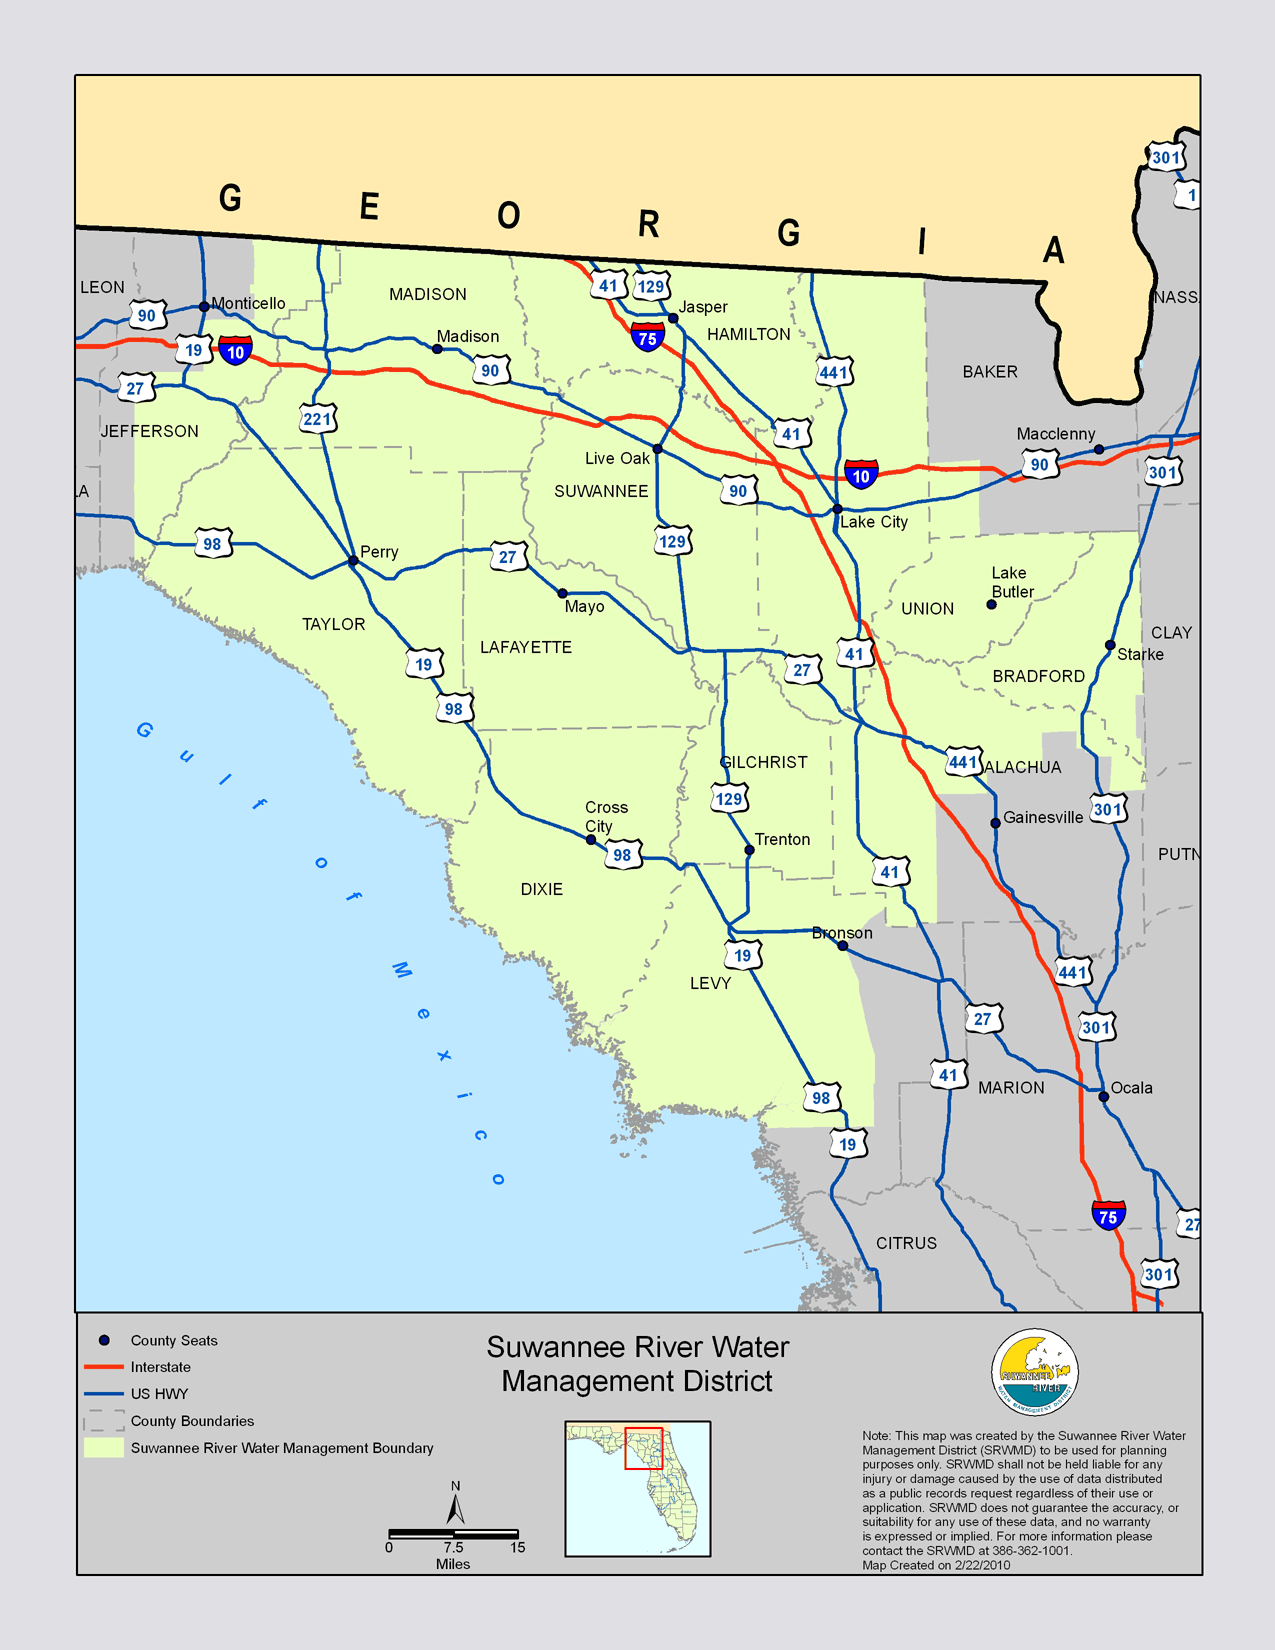 G E O R G I A
301
1
LEON
Monticello
90
19
10
27
JEFFERSON
MADISON
Madison
90
221
41
129
Jasper
75
HAMILTON
441
BAKER
NASS
Macclenny
90
301
41
10
Live Oak
SUWANNEE
90
Lake City
LA
98
Perry
27
Mayo
129
Lake
Butler
UNION
TAYLOR
LAFAYETTE
19
98
27
41
CLAY
Starke
BRADFORD
GILCHRIST
441
ALACHUA
129
Gainesville
301
Cross
City
98
Trenton
DIXIE
41
PUTN
Bronson
19
LEVY
441
27
301
41
MARION
Ocala
98
19
75
27
CITRUS
301
Gulf of Mexico
County Seats
Interstate
US HWY
County Boundaries
Suwannee River Water Management Boundary
Suwannee River Water
Management District
N
0 7.5 15
Miles
SUWANNEE
RIVER
WATER MANAGEMENT DISTRICT
Note: This map was created by the Suwannee River Water
Management District (SRWMD) to be used for planning
purposes only. SRWMD shall not be held liable for any
injury or damage caused by the use of data distributed
as a public records request regardless of their use or
application. SRWMD does not guarantee the accuracy, or
suitability for any use of these data, and no warranty
is expressed or implied. For more information please
contact the SRWMD at 386-362-1001.
Map Created on 2/22/2010